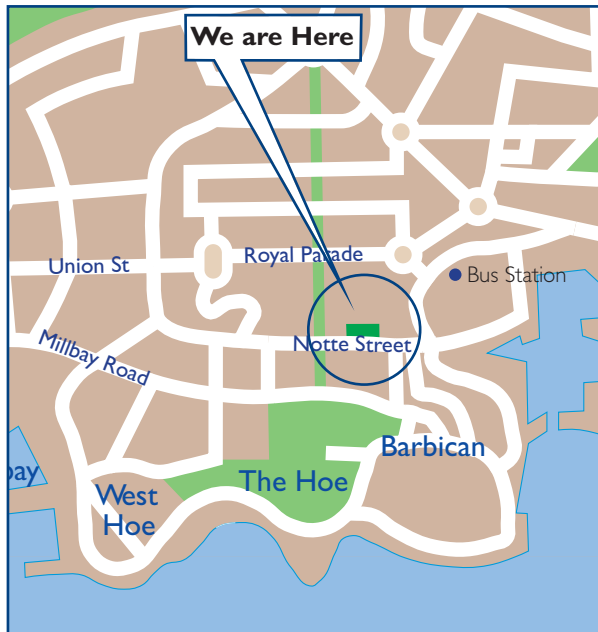 We are Here
Royal Parade
Union St
Bus Station
Notte Street
Millbay Road
Barbican
bay
The Hoe
West
Hoe